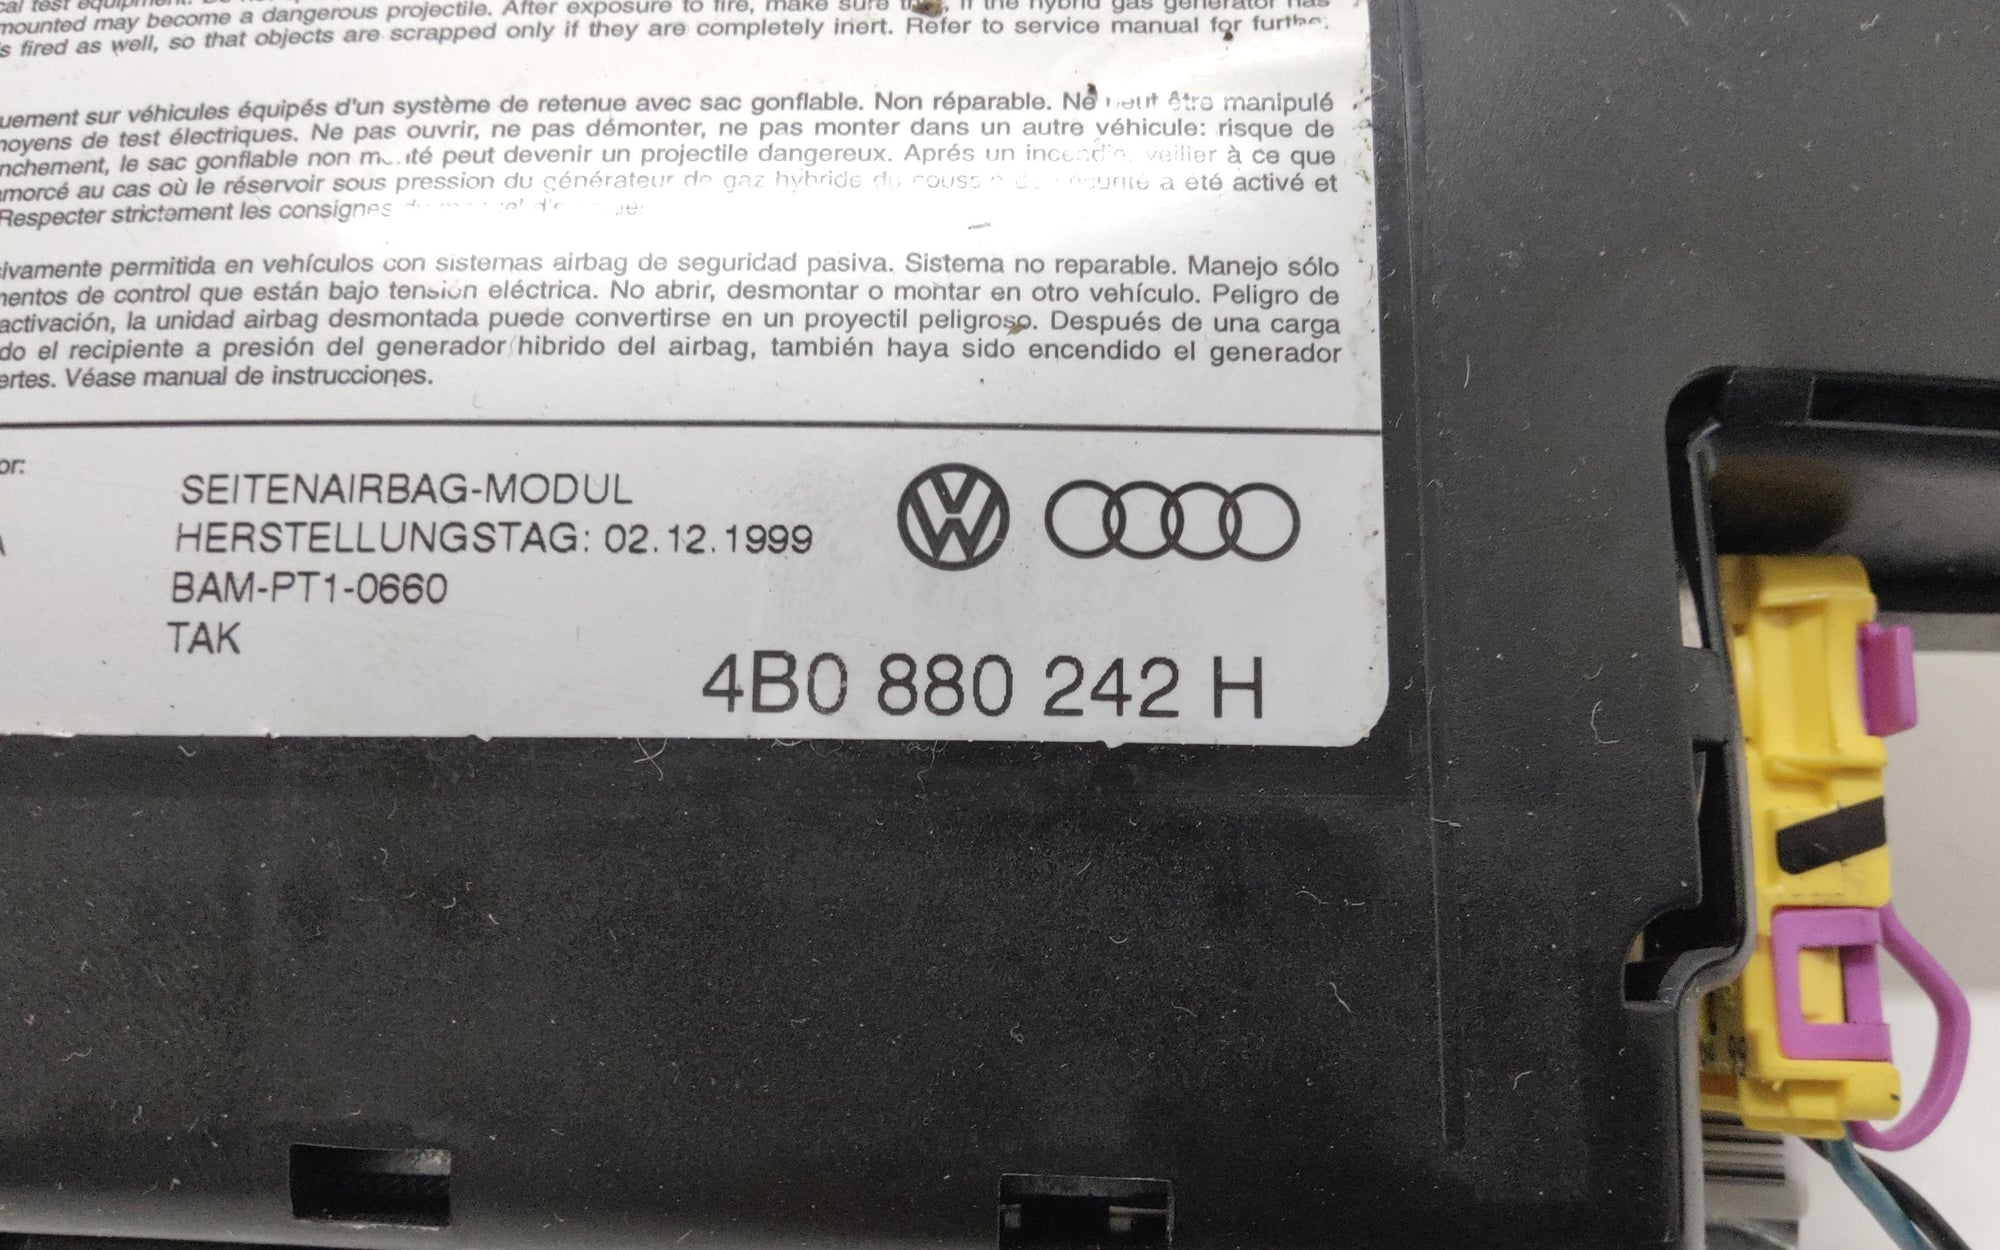 mounted may become a dangerous projectile. After exposure to fire, make sure if the hybrid gas generator has
s fired as well, so that objects are scrapped only if they are completely inert. Refer to service manual for
uement sur véhicules équipés d'un système de retenue avec sac gonflable. Non réparable. Ne peut être manipulé
moyens de test électriques. Ne pas ouvrir, ne pas démonter, ne pas monter dans un autre véhicule: risque de
nchement, le sac gonflable non peut devenir un projectile dangereux. Aprés un incendie, veiller à ce que
morcé au cas où le réservoir sous pression du générateur de gaz hybride du a été activé et
Respecter strictement les consignes
ivamente permitida en vehículos con sistemas airbag de seguridad pasiva. Sistema no reparable. Manejo sólo
mentos de control que están bajo tensión eléctrica. No abrir, desmontar o montar en otro vehículo. Peligro de
activación, la unidad airbag desmontada puede convertirse en un proyectil peligroso. Después de una carga
do el recipiente a presión del generador hibrido del airbag, también haya sido encendido el generador
ertes. Véase manual de instrucciones.
or:
SEITENAIRBAG-MODUL
HERSTELLUNGSTAG: 02.12.1999
BAM-PT1-0660
TAK
4B0 880 242 H